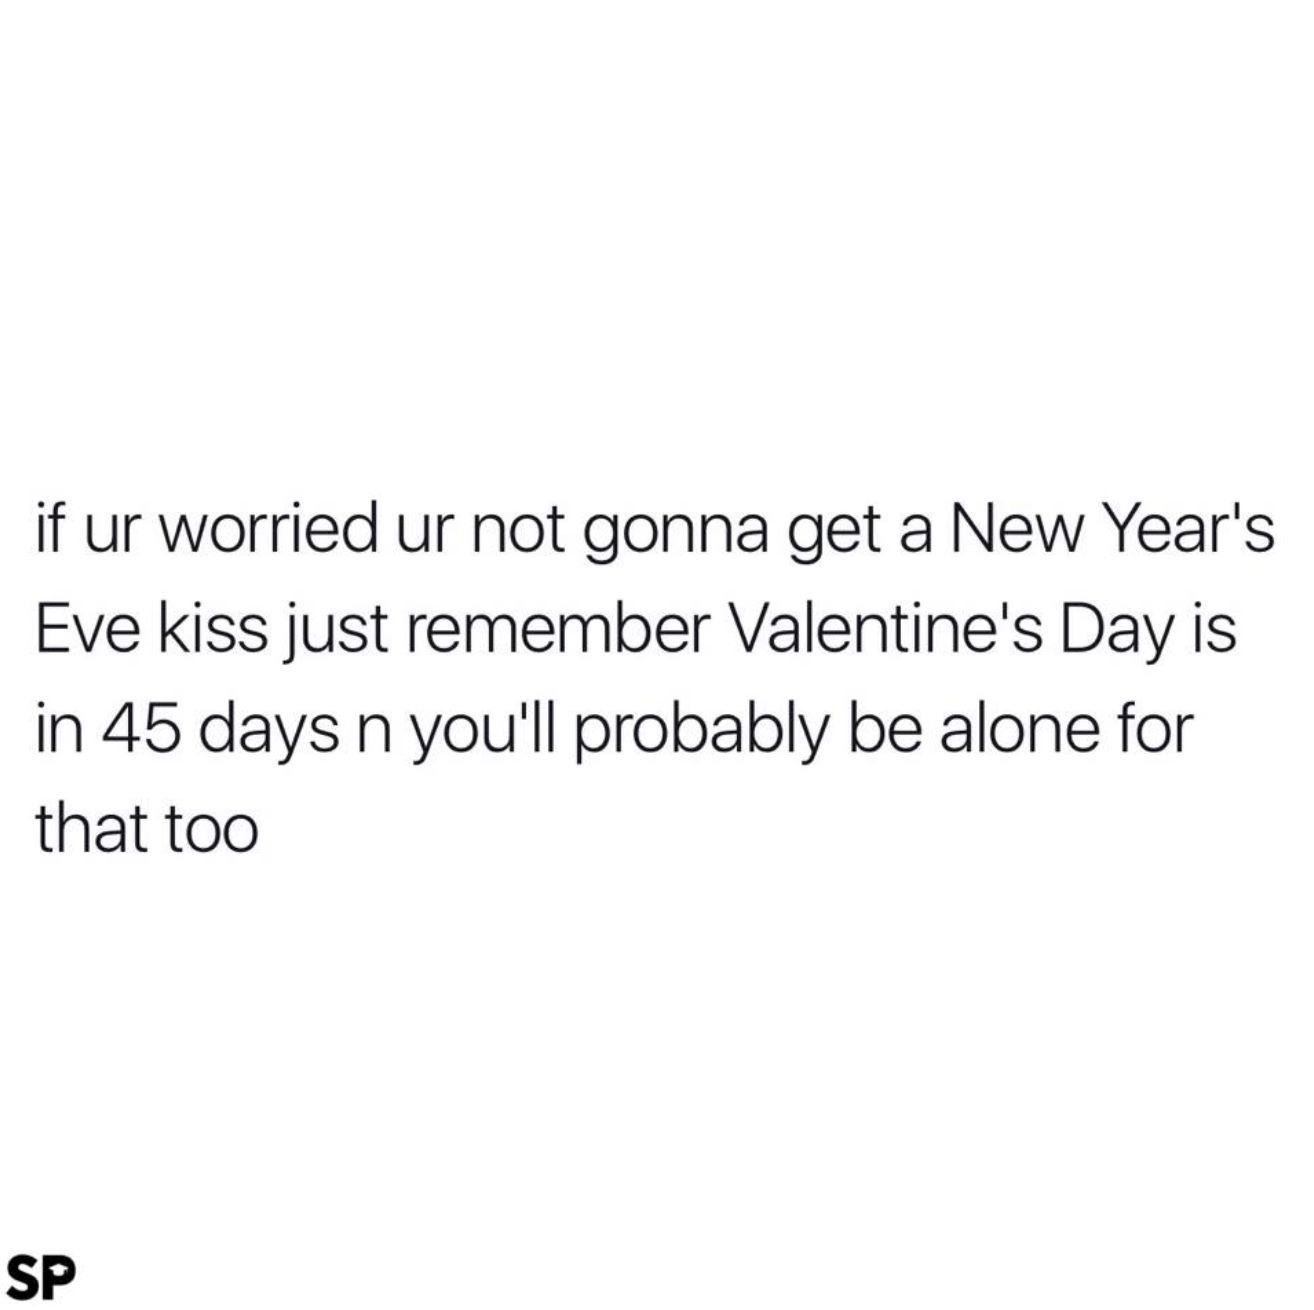 if ur worried ur not gonna get a New Year's
Eve kiss just remember Valentine's Day is
in 45 days n you'll probably be alone for
that too
SP